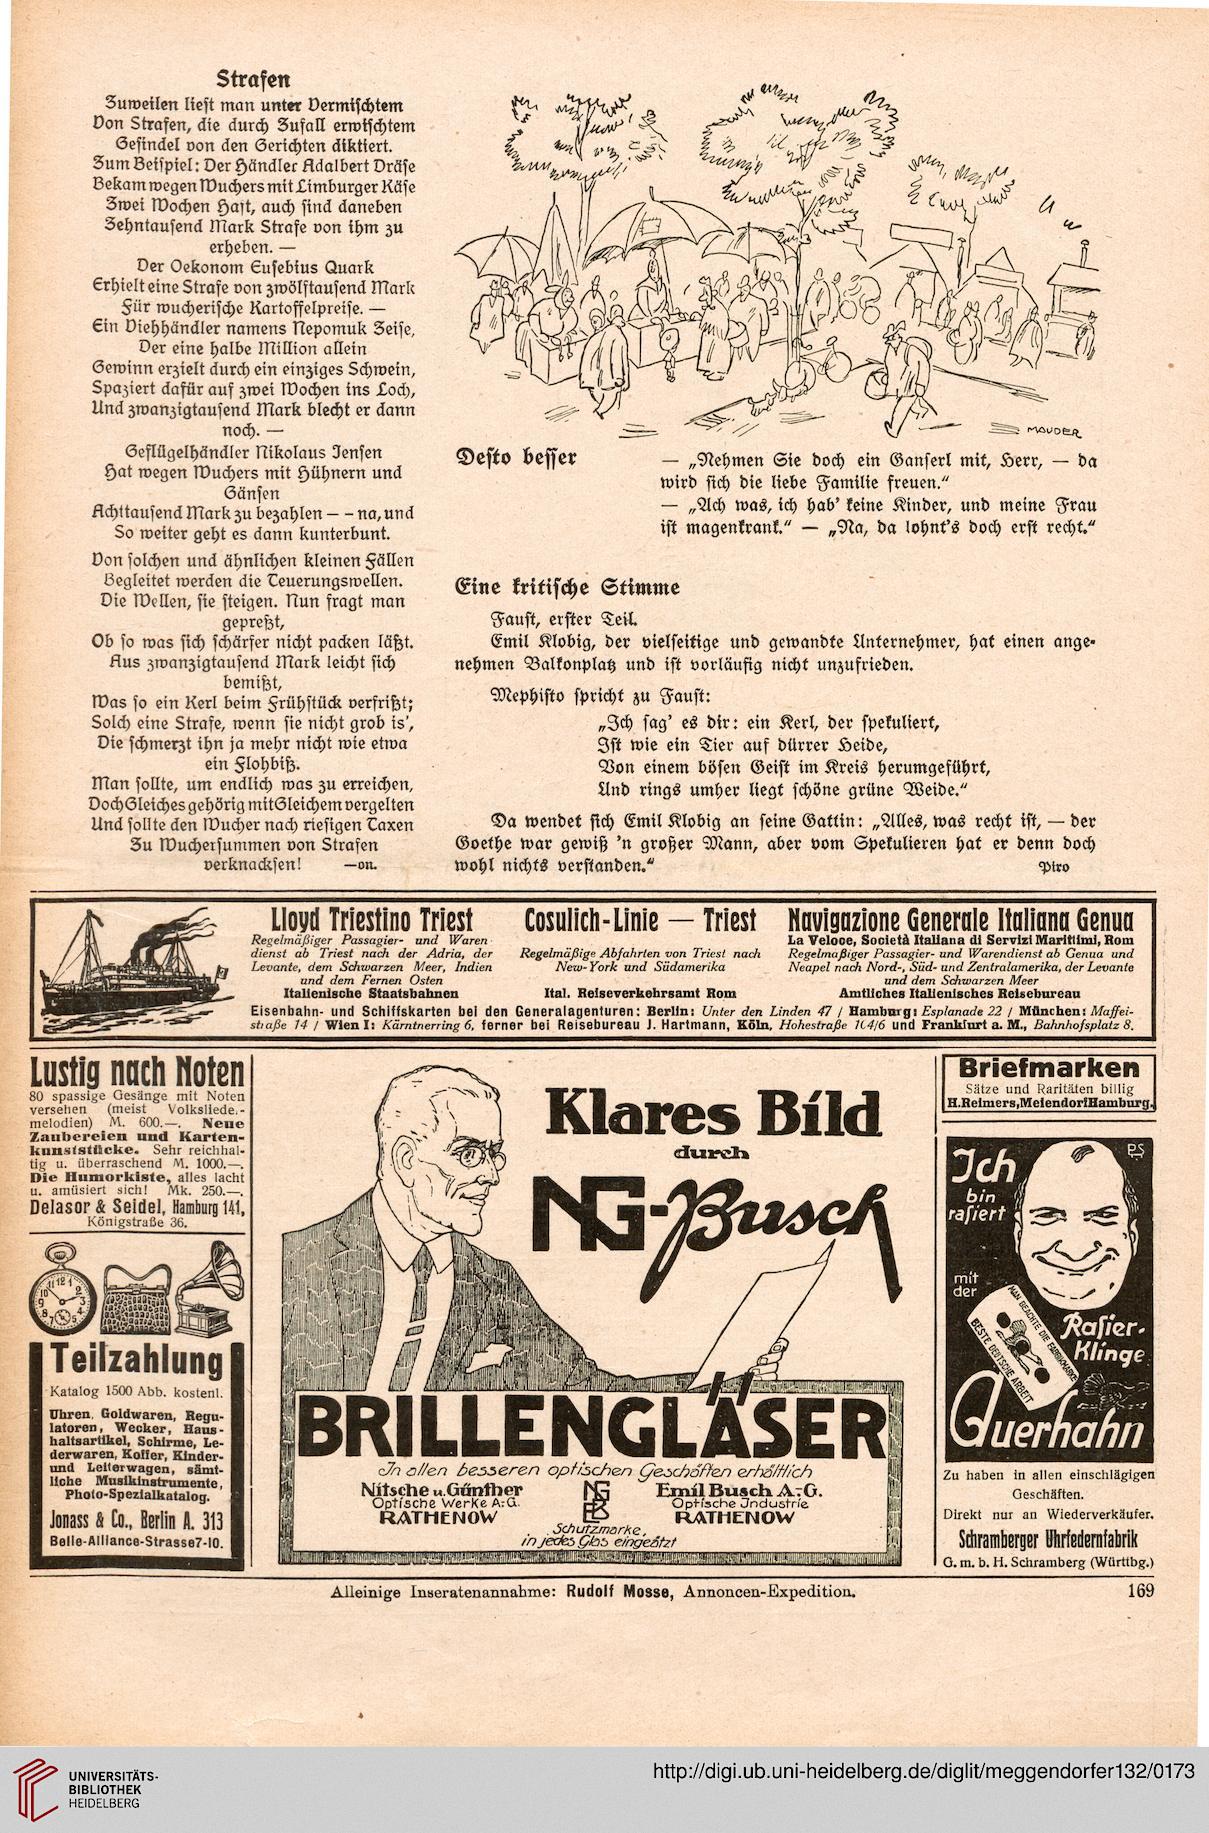 Strafen
Zuweilen liest man unter Vermischtem
Von Strafen, die durch Zufall erwischtem
Gesindel von den Gerichten diktiert.
Zum Beispiel: Der Händler Adalbert Dräse
Bekam wegen Wuchers mit Limburger Käse
Zwei Wochen Haft, auch sind daneben
Zehntausend Mark Strafe von ihm zu
erheben. —
Der Oekonom Eusebius Quark
Erhielt eine Strafe von zwölftausend Mark
Für wucherische Kartoffelpreise. —
Ein Viehhändler namens Nepomuk Zeise,
Der eine halbe Million allein
Gewinn erzielt durch ein einziges Schwein,
Spaziert dafür auf zwei Wochen ins Loch,
Und zwanzigtausend Mark blecht er dann
noch. —
Geflügelhändler Nikolaus Jensen
Hat wegen Wuchers mit Hühnern und
Gänsen
Achttausend Mark zu bezahlen — – na, und
So weiter geht es dann kunterbunt.
Von solchen und ähnlichen kleinen Fällen
Begleitet werden die Teuerungswellen.
Die Wellen, sie steigen. Nun fragt man
gepreßt,
Ob so was sich schärfer nicht packen läßt.
Aus zwanzigtausend Mark leicht sich
bemißt,
Was so ein Kerl beim Frühstück verfrißt;
Solch eine Strafe, wenn sie nicht grob is',
Die schmerzt ihn ja mehr nicht wie etwa
ein Flohbiß.
Man sollte, um endlich was zu erreichen,
Doch Gleiches gehörig mit Gleichem vergelten
Und sollte den Wucher nach riesigen Taxen
Zu Wuchersummen von Strafen
verknacksen! —on.
MAUDER
Desto besser
— „Nehmen Sie doch ein Ganserl mit, Herr, — da
wird sich die liebe Familie freuen."
— „Ach was, ich hab' keine Kinder, und meine Frau
ist magenkrank." — „Na, da lohnt's doch erst recht."
Eine kritische Stimme
Faust, erster Teil.
Emil Klobig, der vielseitige und gewandte Unternehmer, hat einen ange-
nehmen Balkonplatz und ist vorläufig nicht unzufrieden.
Mephisto spricht zu Faust:
„Ich sag' es dir: ein Kerl, der spekuliert,
Ist wie ein Tier auf dürrer Heide,
Von einem bösen Geist im Kreis herumgeführt,
Und rings umher liegt schöne grüne Weide."
Da wendet sich Emil Klobig an seine Gattin: „Alles, was recht ist, — der
Goethe war gewiß 'n großer Mann, aber vom Spekulieren hat er denn doch
wohl nichts verstanden." Piro
Lloyd Triestino Triest
Regelmäßiger Passagier- und Waren-
dienst ab Triest nach der Adria, der
Levante, dem Schwarzen Meer, Indien
und dem Fernen Osten
Italienische Staatsbahnen
Cosulich-Linie — Triest
Regelmäßige Abfahrten von Triest nach
New-York und Südamerika
Ital. Reiseverkehrsamt Rom
Navigazione Generale Italiana Genua
La Veloce, Società Italiana di Servizi Marittimi, Rom
Regelmäßiger Passagier- und Warendienst ab Genua und
Neapel nach Nord-, Süd- und Zentralamerika, der Levante
und dem Schwarzen Meer
Amtliches Italienisches Reisebureau
Eisenbahn- und Schiffskarten bei den Generalagenturen: Berlin: Unter den Linden 47 / Hamburg: Esplanade 22 / München: Maffei-
straße 14 / Wien I: Kärntnerring 6, ferner bei Reisebureau J. Hartmann, Köln, Hohestraße 164/6 und Frankfurt a. M., Bahnhofsplatz 8.
Lustig nach Noten
80 spassige Gesänge mit Noten
versehen (meist Volksliede.-
melodien) M. 600.—. Neue
Zaubereien und Karten-
kunststücke. Sehr reichhal-
tig u. überraschend M. 1000.—.
Die Humorkiste, alles lacht
u. amüsiert sich! Mk. 250.—.
Delasor & Seidel, Hamburg 141,
Königstraße 36.
Teilzahlung
Katalog 1500 Abb. kostenl.
Uhren, Goldwaren, Regu-
latoren, Wecker, Haus-
haltsartikel, Schirme, Le-
derwaren, Koffer, Kinder-
und Leiterwagen, sämt-
liche Musikinstrumente,
Photo-Spezialkatalog.
Jonass & Co., Berlin A. 313
Belle-Alliance-Strasse 7-10.
Klares Bild
durch
NG-Busch
BRILLENGLÄSER
In allen besseren optischen Geschäften erhältlich
Nitsche u. Günther
Optische Werke A.-G.
RATHENOW
NG
EB
Emil Busch A.-G.
Optische Industrie
RATHENOW
Schutzmarke,
in jedes Glas eingeätzt
Briefmarken
Sätze und Raritäten billig
H. Reimers, Meiendorf Hamburg.
PS
Ich
bin
rasiert
mit
der
MAN BEACHTE DIE FABRIKMARKE
BESTE DEUTSCHE ARBEIT
Rasier-
Klinge
Auerhahn
Zu haben in allen einschlägigen
Geschäften.
Direkt nur an Wiederverkäufer.
Schramberger Uhrfedernfabrik
G. m. b. H. Schramberg (Württbg.)
Alleinige Inseratenannahme: Rudolf Mosse, Annoncen-Expedition.
169
UNIVERSITÄTS-
BIBLIOTHEK
HEIDELBERG
http://digi.ub.uni-heidelberg.de/diglit/meggendorfer132/0173